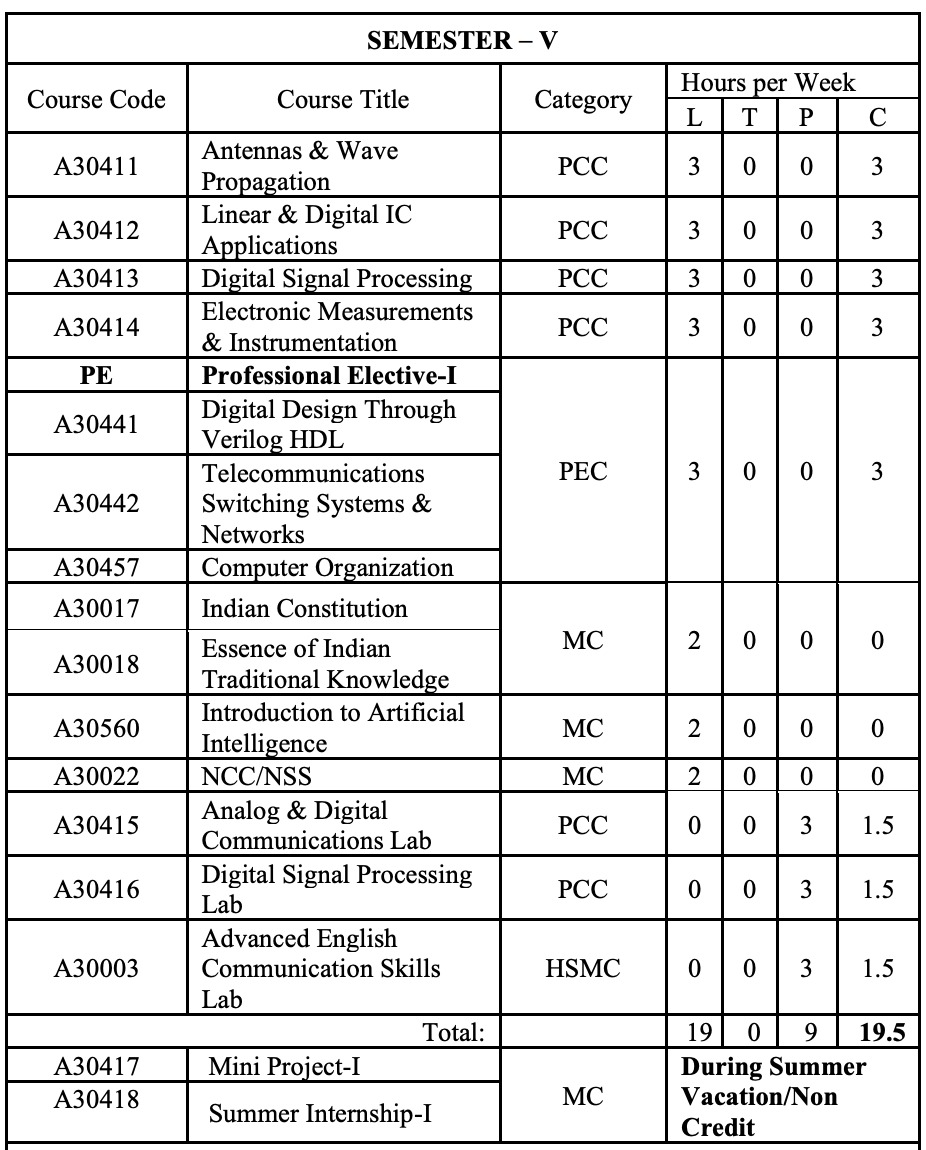 SEMESTER – V
Course Code Course Title Category Hours per Week
L T P C
A30411 Antennas & Wave
Propagation PCC 3 0 0 3
A30412 Linear & Digital IC
Applications PCC 3 0 0 3
A30413 Digital Signal Processing PCC 3 0 0 3
A30414 Electronic Measurements
& Instrumentation PCC 3 0 0 3
PE Professional Elective-I
A30441 Digital Design Through
Verilog HDL
PEC 3 0 0 3
A30442 Telecommunications
Switching Systems &
Networks
A30457 Computer Organization
A30017 Indian Constitution
MC 2 0 0 0
A30018 Essence of Indian
Traditional Knowledge
A30560 Introduction to Artificial
Intelligence MC 2 0 0 0
A30022 NCC/NSS MC 2 0 0 0
A30415 Analog & Digital
Communications Lab PCC 0 0 3 1.5
A30416 Digital Signal Processing
Lab PCC 0 0 3 1.5
A30003 Advanced English
Communication Skills
Lab HSMC 0 0 3 1.5
Total: 19 0 9 19.5
A30417 Mini Project-I
A30418 Summer Internship-I
MC
During Summer
Vacation/Non
Credit